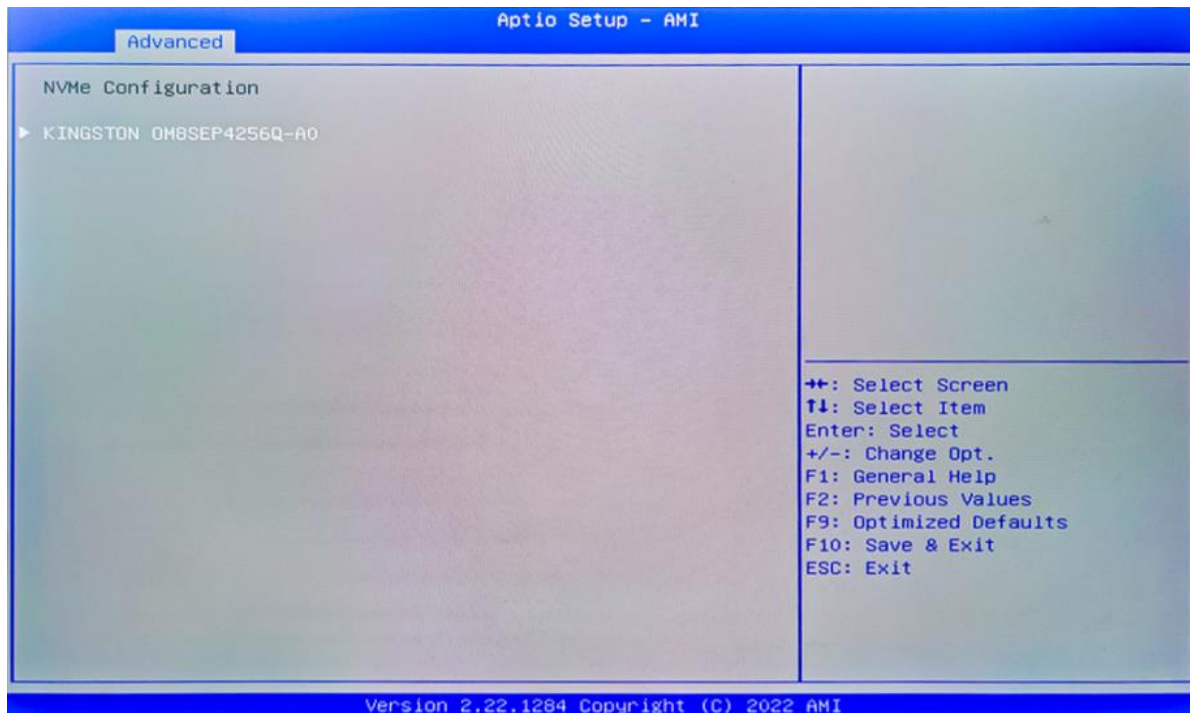 Aptio Setup - AMI
Advanced
NVMe Configuration
KINGSTON OM8SEP4256Q-A0
→←: Select Screen
↑↓: Select Item
Enter: Select
+/-: Change Opt.
F1: General Help
F2: Previous Values
F9: Optimized Defaults
F10: Save & Exit
ESC: Exit
Version 2.22.1284 Copyright (C) 2022 AMI